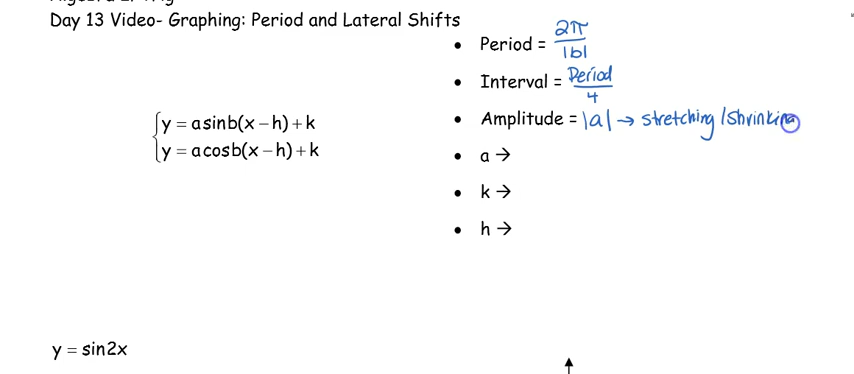 Day 13 Video- Graphing: Period and Lateral Shifts
• Period = 2π/|b|
• Interval = Period/4
• Amplitude = |a| → stretching /shrinking
{y = asinb(x – h) + k
{y = acosb(x – h) + k
• a →
• k →
• h →
y = sin2x